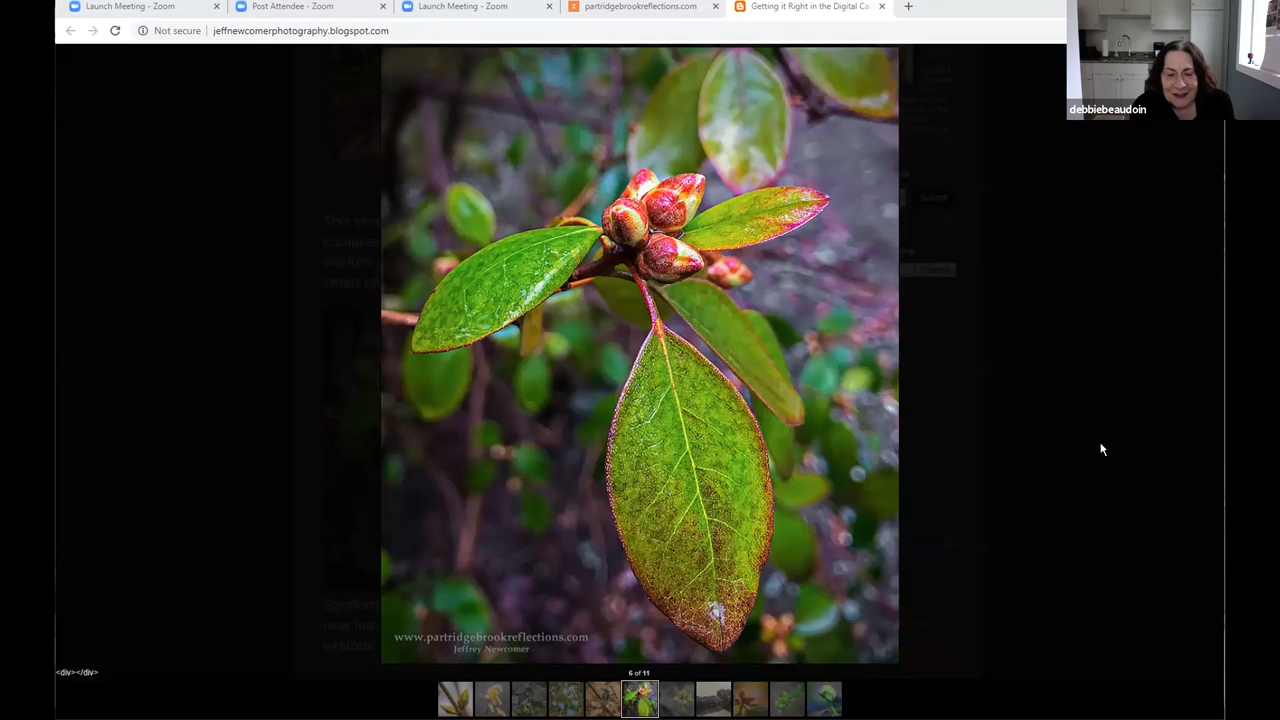 Launch Meeting - Zoom
Post Attendee - Zoom
Launch Meeting - Zoom
partridgebrookreflections.com
Getting it Right in the Digital Ca
Not secure
jeffnewcomerphotography.blogspot.com
debbiebeaudoin
www.partridgebrookreflections.com
Jeffrey Newcomer
6 of 11
<div></div>